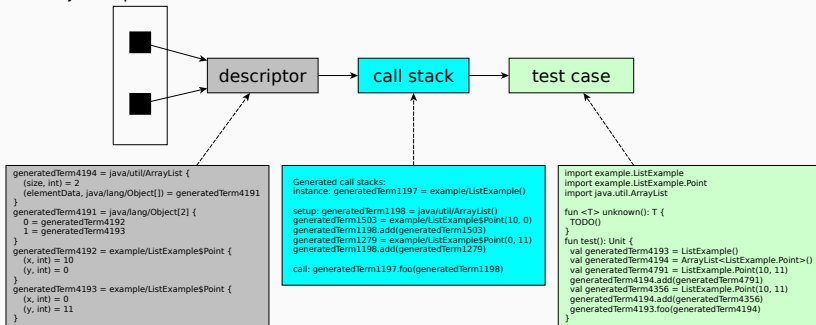 descriptor
call stack
test case
generatedTerm4194 = java/util/ArrayList {
(size, int) = 2
(elementData, java/lang/Object[]) = generatedTerm4191
}
generatedTerm4191 = java/lang/Object[2] {
0 = generatedTerm4192
1 = generatedTerm4193
}
generatedTerm4192 = example/ListExample$Point {
(x, int) = 10
(y, int) = 0
}
generatedTerm4193 = example/ListExample$Point {
(x, int) = 0
(y, int) = 11
}
Generated call stacks:
instance: generatedTerm1197 = example/ListExample()
setup: generatedTerm1198 = java/util/ArrayList()
generatedTerm1503 = example/ListExample$Point(10, 0)
generatedTerm1198.add(generatedTerm1503)
generatedTerm1279 = example/ListExample$Point(0, 11)
generatedTerm1198.add(generatedTerm1279)
call: generatedTerm1197.foo(generatedTerm1198)
import example.ListExample
import example.ListExample.Point
import java.util.ArrayList
fun <T> unknown(): T {
TODO()
}
fun test(): Unit {
val generatedTerm4193 = ListExample()
val generatedTerm4194 = ArrayList<ListExample.Point>()
val generatedTerm4791 = ListExample.Point(10, 11)
generatedTerm4194.add(generatedTerm4791)
val generatedTerm4356 = ListExample.Point(10, 11)
generatedTerm4194.add(generatedTerm4356)
generatedTerm4193.foo(generatedTerm4194)
}